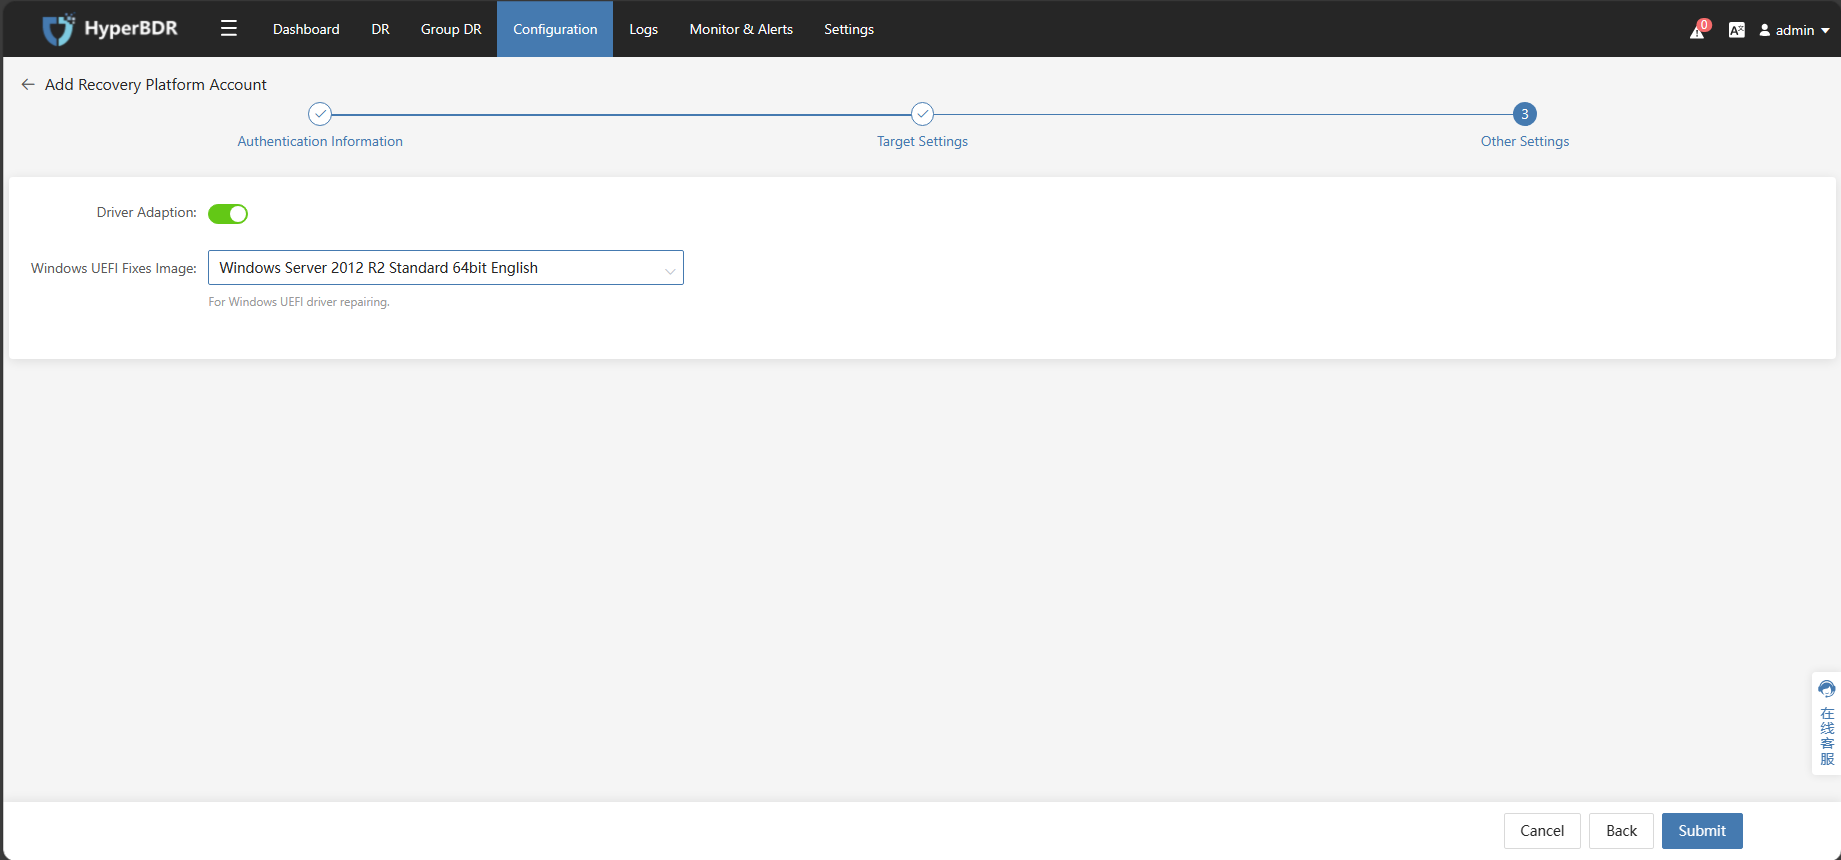 HyperBDR
Dashboard
DR
Group DR
Configuration
Logs
Monitor & Alerts
Settings
0
admin
Add Recovery Platform Account
3
Authentication Information
Target Settings
Other Settings
Driver Adaption:
Windows UEFI Fixes Image:
Windows Server 2012 R2 Standard 64bit English
For Windows UEFI driver repairing.
在线客服
Cancel
Back
Submit